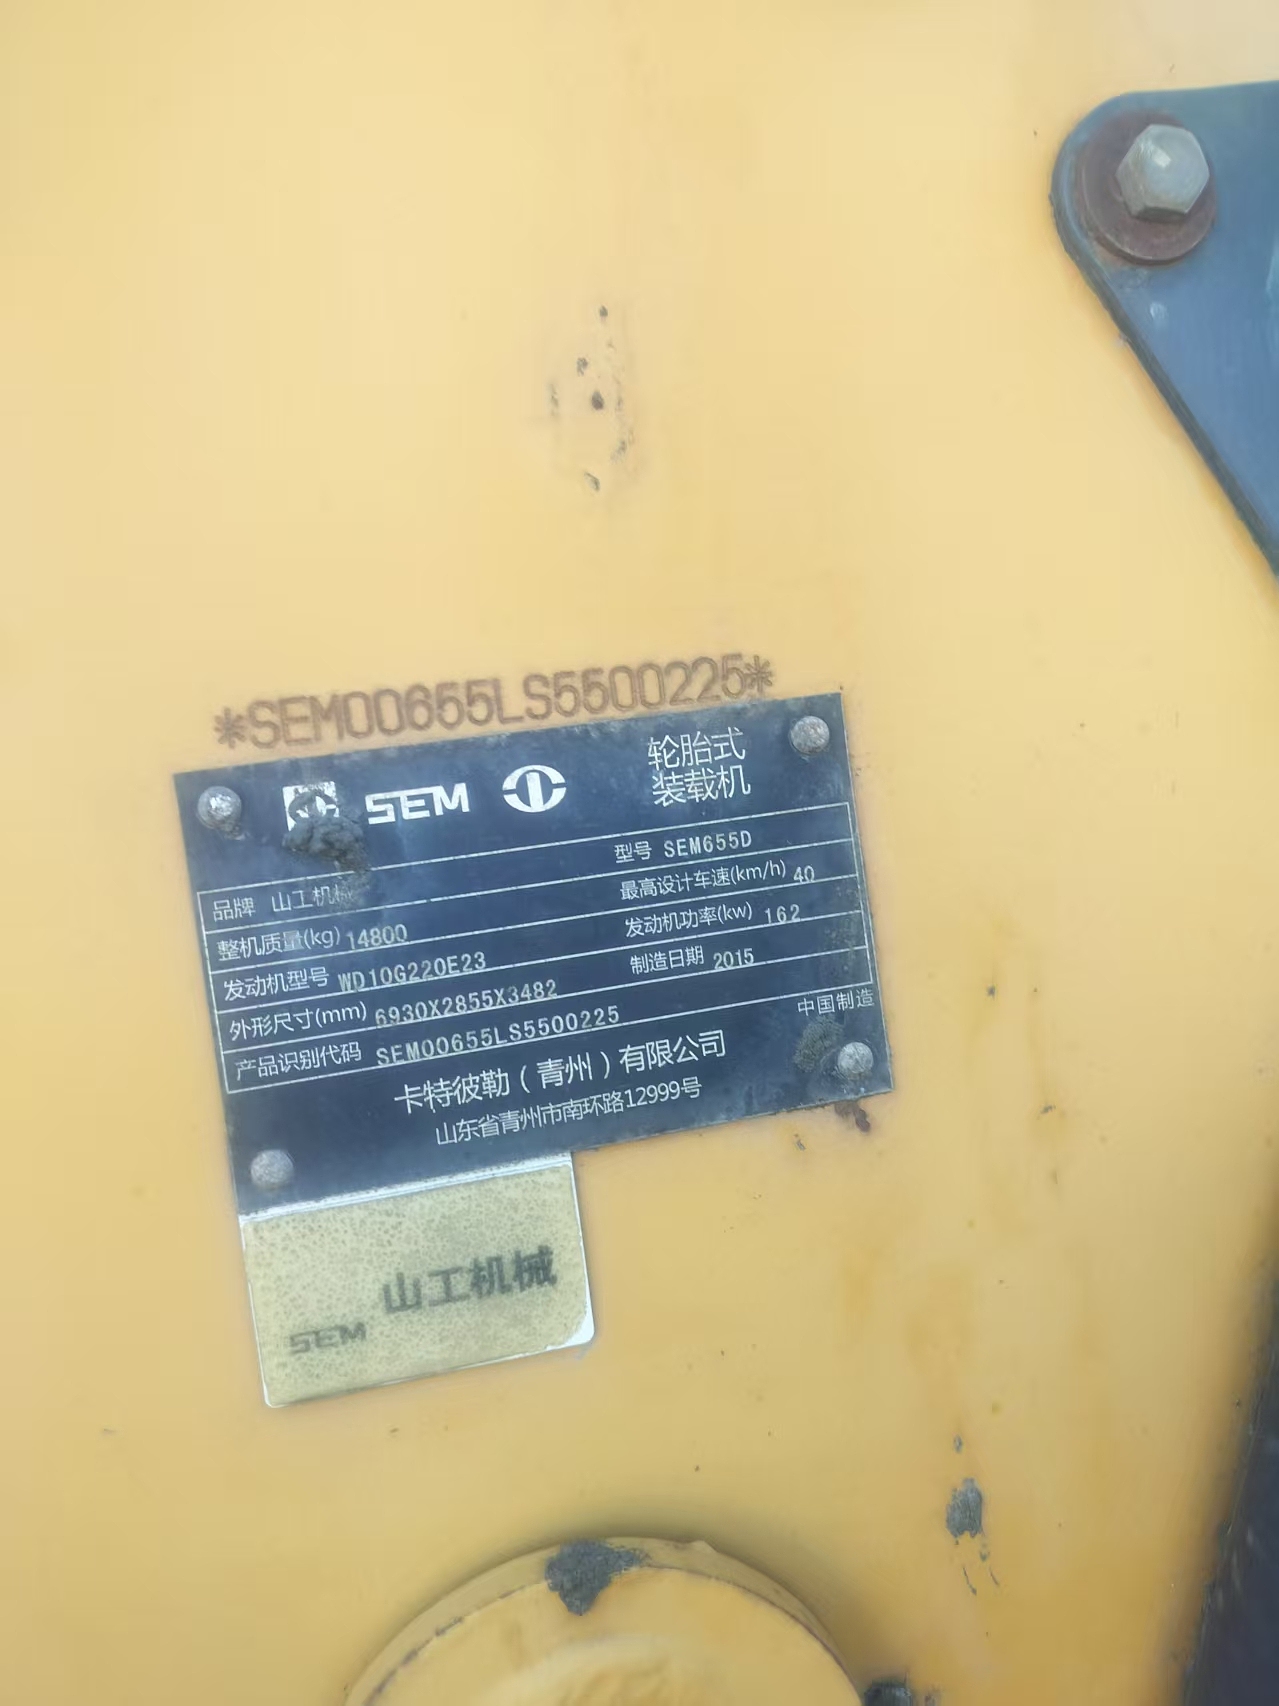 *SEM00655LS5500225*
SEM
轮胎式
装载机
型号 SEM655D
品牌 山工机械
最高设计车速(km/h) 40
整机质量(kg) 14800
发动机功率(kw) 162
发动机型号 WD10G220E23
制造日期 2015
外形尺寸(mm) 6930X2855X3482
中国制造
产品识别代码 SEM00655LS5500225
卡特彼勒（青州）有限公司
山东省青州市南环路12999号
山工机械
SEM